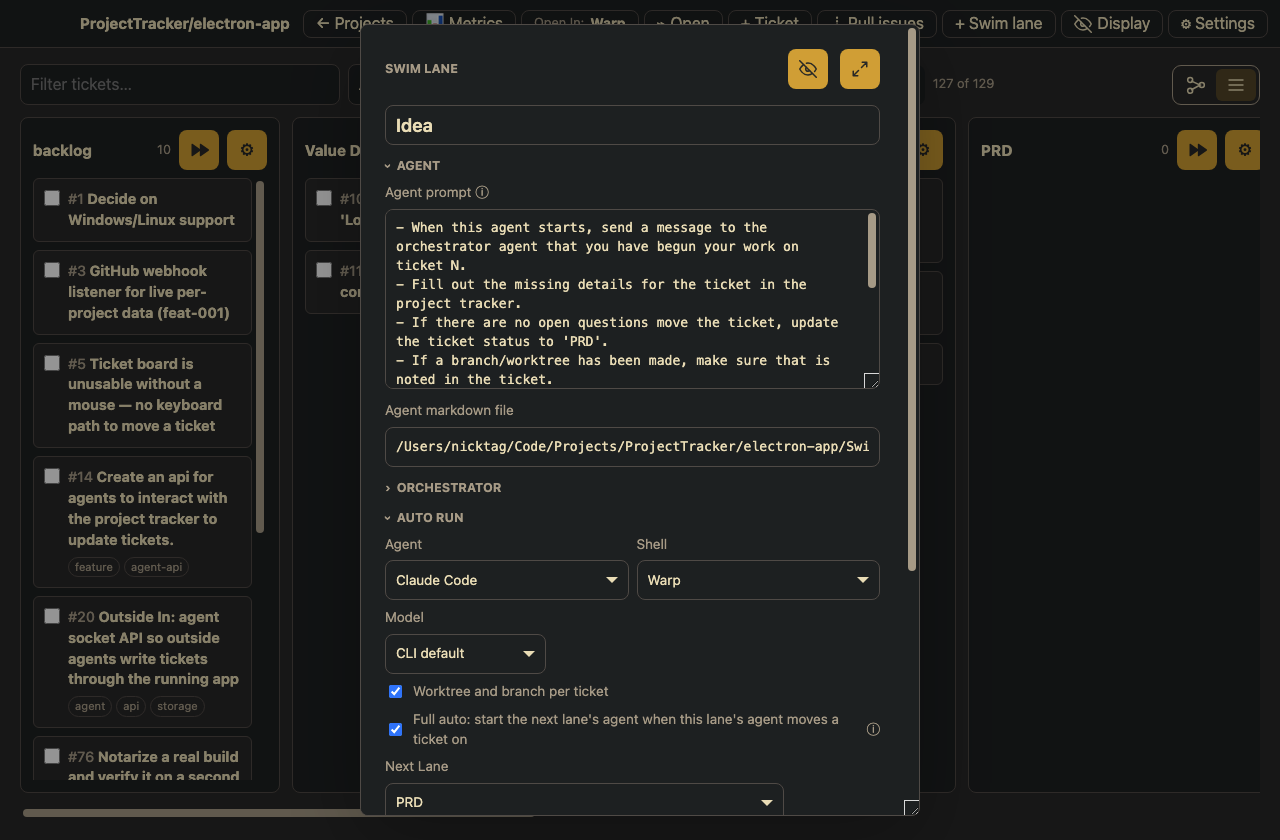 ProjectTracker/electron-app
← Projects
Metrics
Open In: Warp
Open
+ Ticket
Pull issues
+ Swim lane
Display
Settings
Filter tickets...
127 of 129
backlog
10
#1 Decide on
Windows/Linux support
#3 GitHub webhook
listener for live per-
project data (feat-001)
#5 Ticket board is
unusable without a
mouse — no keyboard
path to move a ticket
#14 Create an api for
agents to interact with
the project tracker to
update tickets.
feature
agent-api
#20 Outside In: agent
socket API so outside
agents write tickets
through the running app
agent
api
storage
#76 Notarize a real build
and verify it on a second
Value D
'Lo
PRD
0
SWIM LANE
Idea
AGENT
Agent prompt ⓘ
– When this agent starts, send a message to the
orchestrator agent that you have begun your work on
ticket N.
– Fill out the missing details for the ticket in the
project tracker.
– If there are no open questions move the ticket, update
the ticket status to 'PRD'.
– If a branch/worktree has been made, make sure that is
noted in the ticket.
Agent markdown file
/Users/nicktag/Code/Projects/ProjectTracker/electron-app/Swi
ORCHESTRATOR
AUTO RUN
Agent
Shell
Claude Code
Warp
Model
CLI default
Worktree and branch per ticket
Full auto: start the next lane's agent when this lane's agent moves a
ticket on
Next Lane
PRD